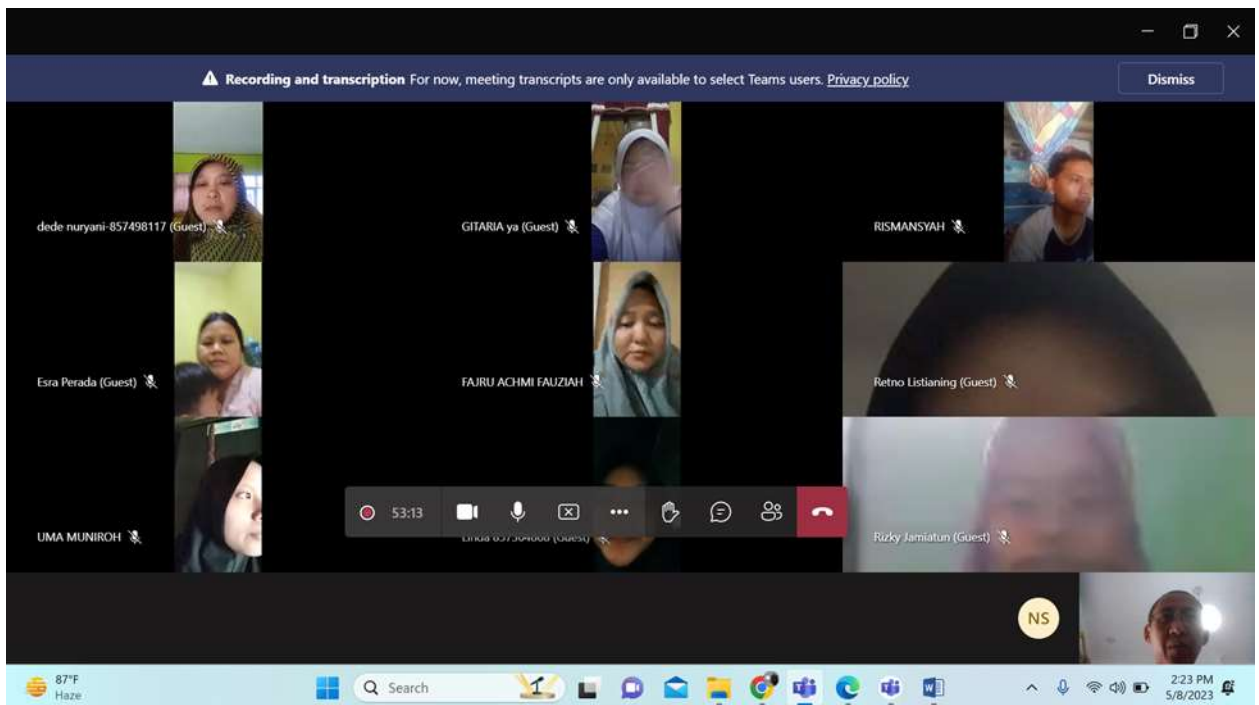 Recording and transcription For now, meeting transcripts are only available to select Teams users. Privacy policy
Dismiss
dede nuryani-857498117 (Guest)
GITARIA ya (Guest)
RISMANSYAH
Esra Perada (Guest)
FAJRU ACHMI FAUZIAH
Retno Listianing (Guest)
53:13
UMA MUNIROH
Rizky Jamiatun (Guest)
NS
87°F
Haze
Search
2:23 PM
5/8/2023